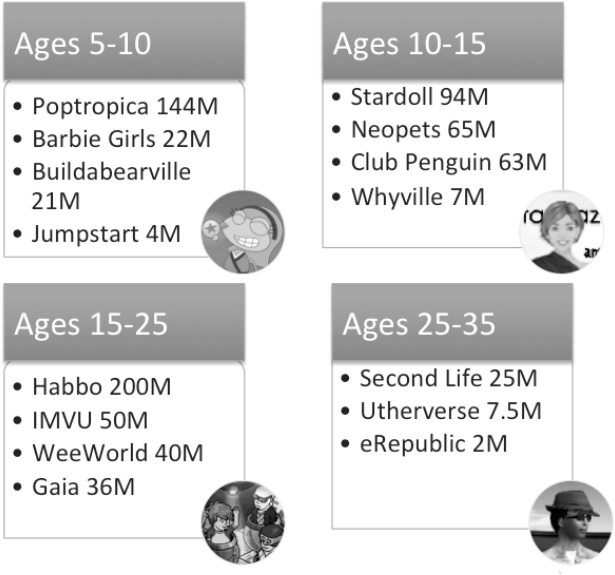 Ages 5-10
• Poptropica 144M
• Barbie Girls 22M
• Buildabearville
21M
• Jumpstart 4M
Ages 10-15
• Stardoll 94M
• Neopets 65M
• Club Penguin 63M
• Whyville 7M
Ages 15-25
• Habbo 200M
• IMVU 50M
• WeeWorld 40M
• Gaia 36M
Ages 25-35
• Second Life 25M
• Utherverse 7.5M
• eRepublic 2M